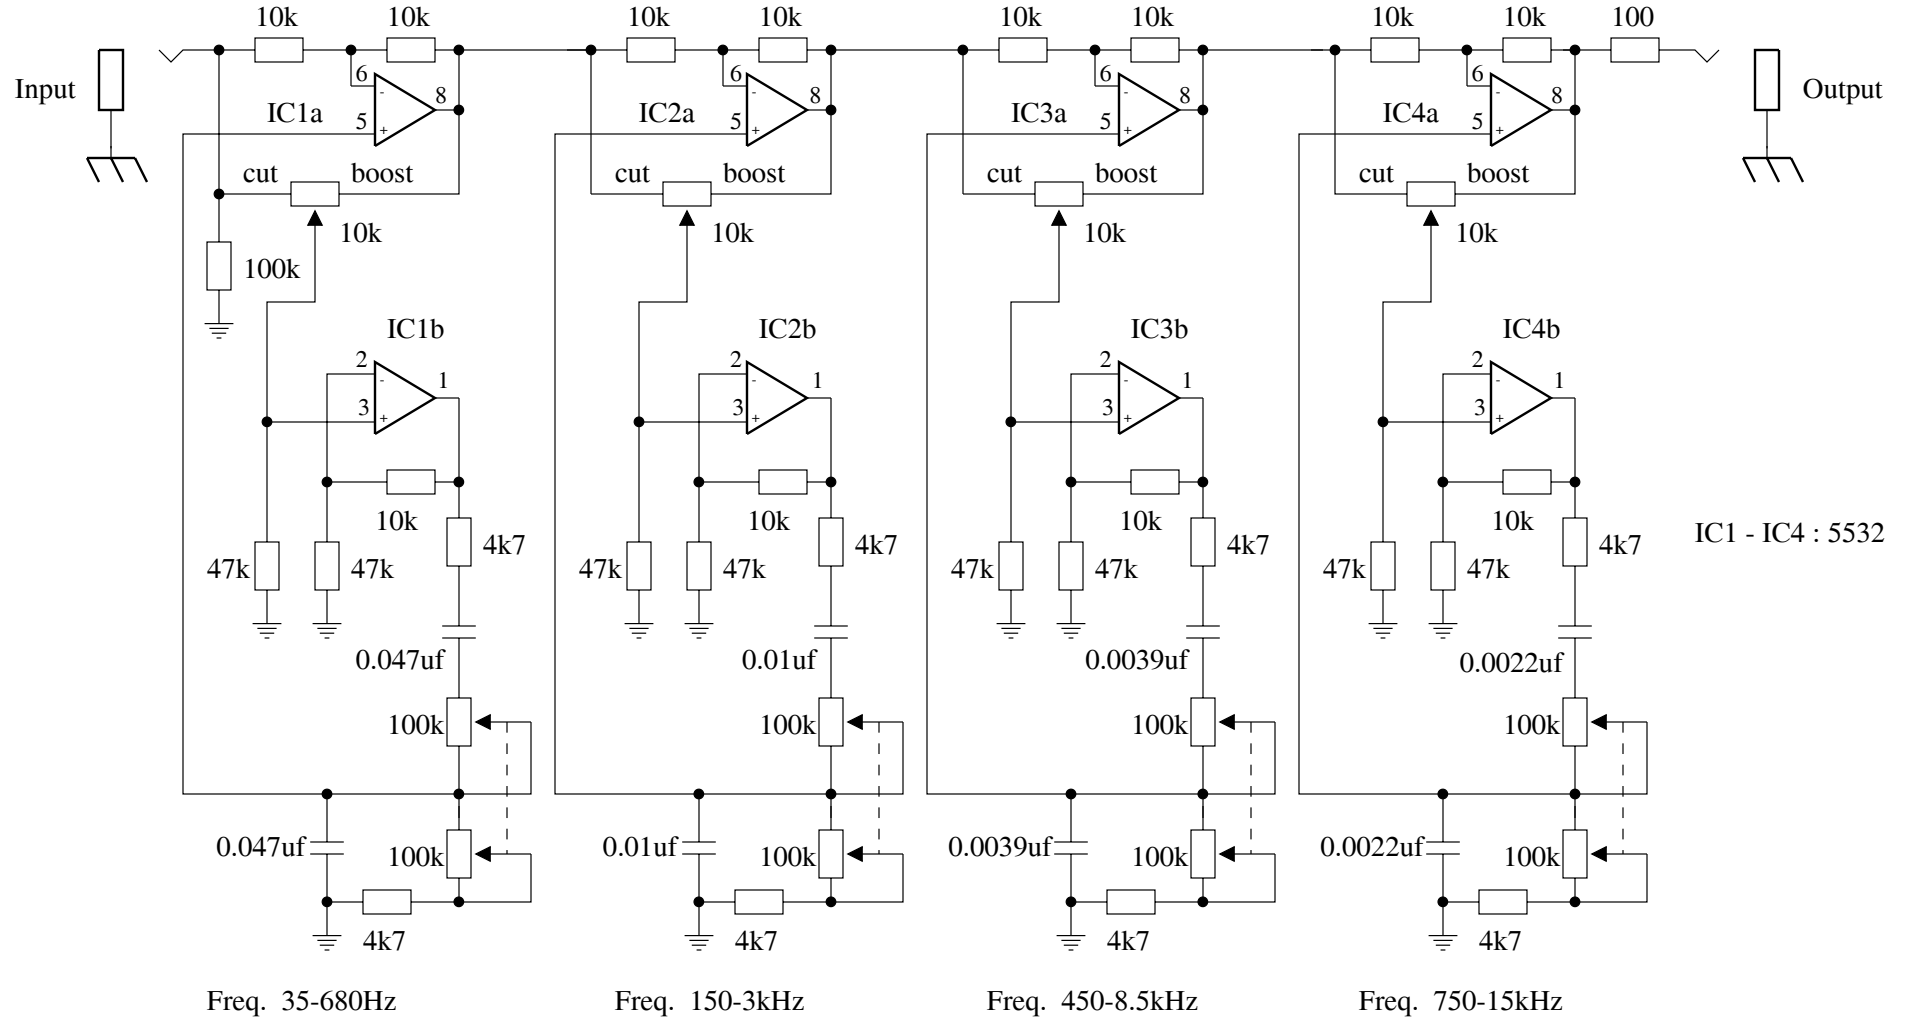 10k 10k 10k 10k 10k 10k 10k 10k 100
Input Output
6 8 6 8 6 8 6 8
- - - -
IC1a IC2a IC3a IC4a
5 5 5 5
+ + + +
cut boost cut boost cut boost cut boost
10k 10k 10k 10k
100k
IC1b IC2b IC3b IC4b
2 1 2 1 2 1 2 1
- - - -
3 3 3 3
+ + + +
10k 10k 10k 10k
4k7 4k7 4k7 4k7
IC1 - IC4 : 5532
47k 47k 47k 47k 47k 47k 47k 47k
0.047uf 0.01uf 0.0039uf 0.0022uf
100k 100k 100k 100k
0.047uf 100k 0.01uf 100k 0.0039uf 100k 0.0022uf 100k
4k7 4k7 4k7 4k7
Freq. 35-680Hz Freq. 150-3kHz Freq. 450-8.5kHz Freq. 750-15kHz